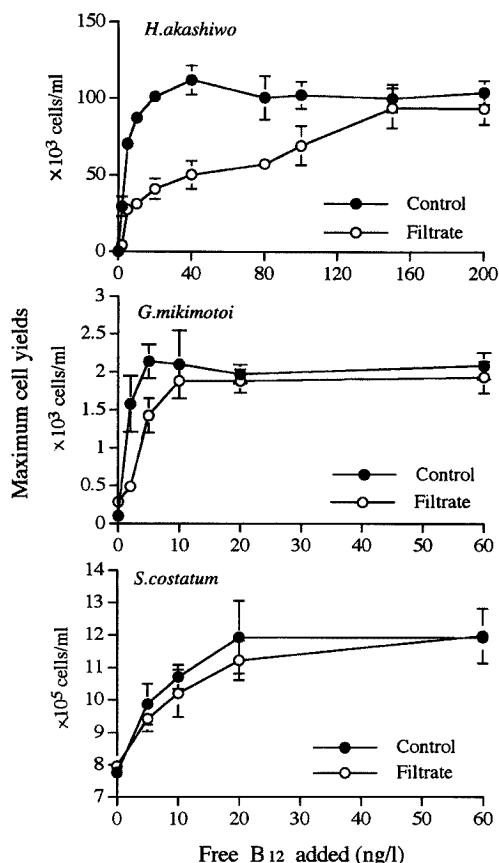 H.akashiwo
150
100
50
0
×10³ cells/ml
Control
Filtrate
0 40 80 120 160 200
Maximum cell yields
G.mikimotoi
3
2.5
2
1.5
1
0.5
0
×10³ cells/ml
Control
Filtrate
0 10 20 30 40 50 60
S.costatum
14
13
12
11
10
9
8
7
×10⁵ cells/ml
Control
Filtrate
0 10 20 30 40 50 60
Free B₁₂ added (ng/l)